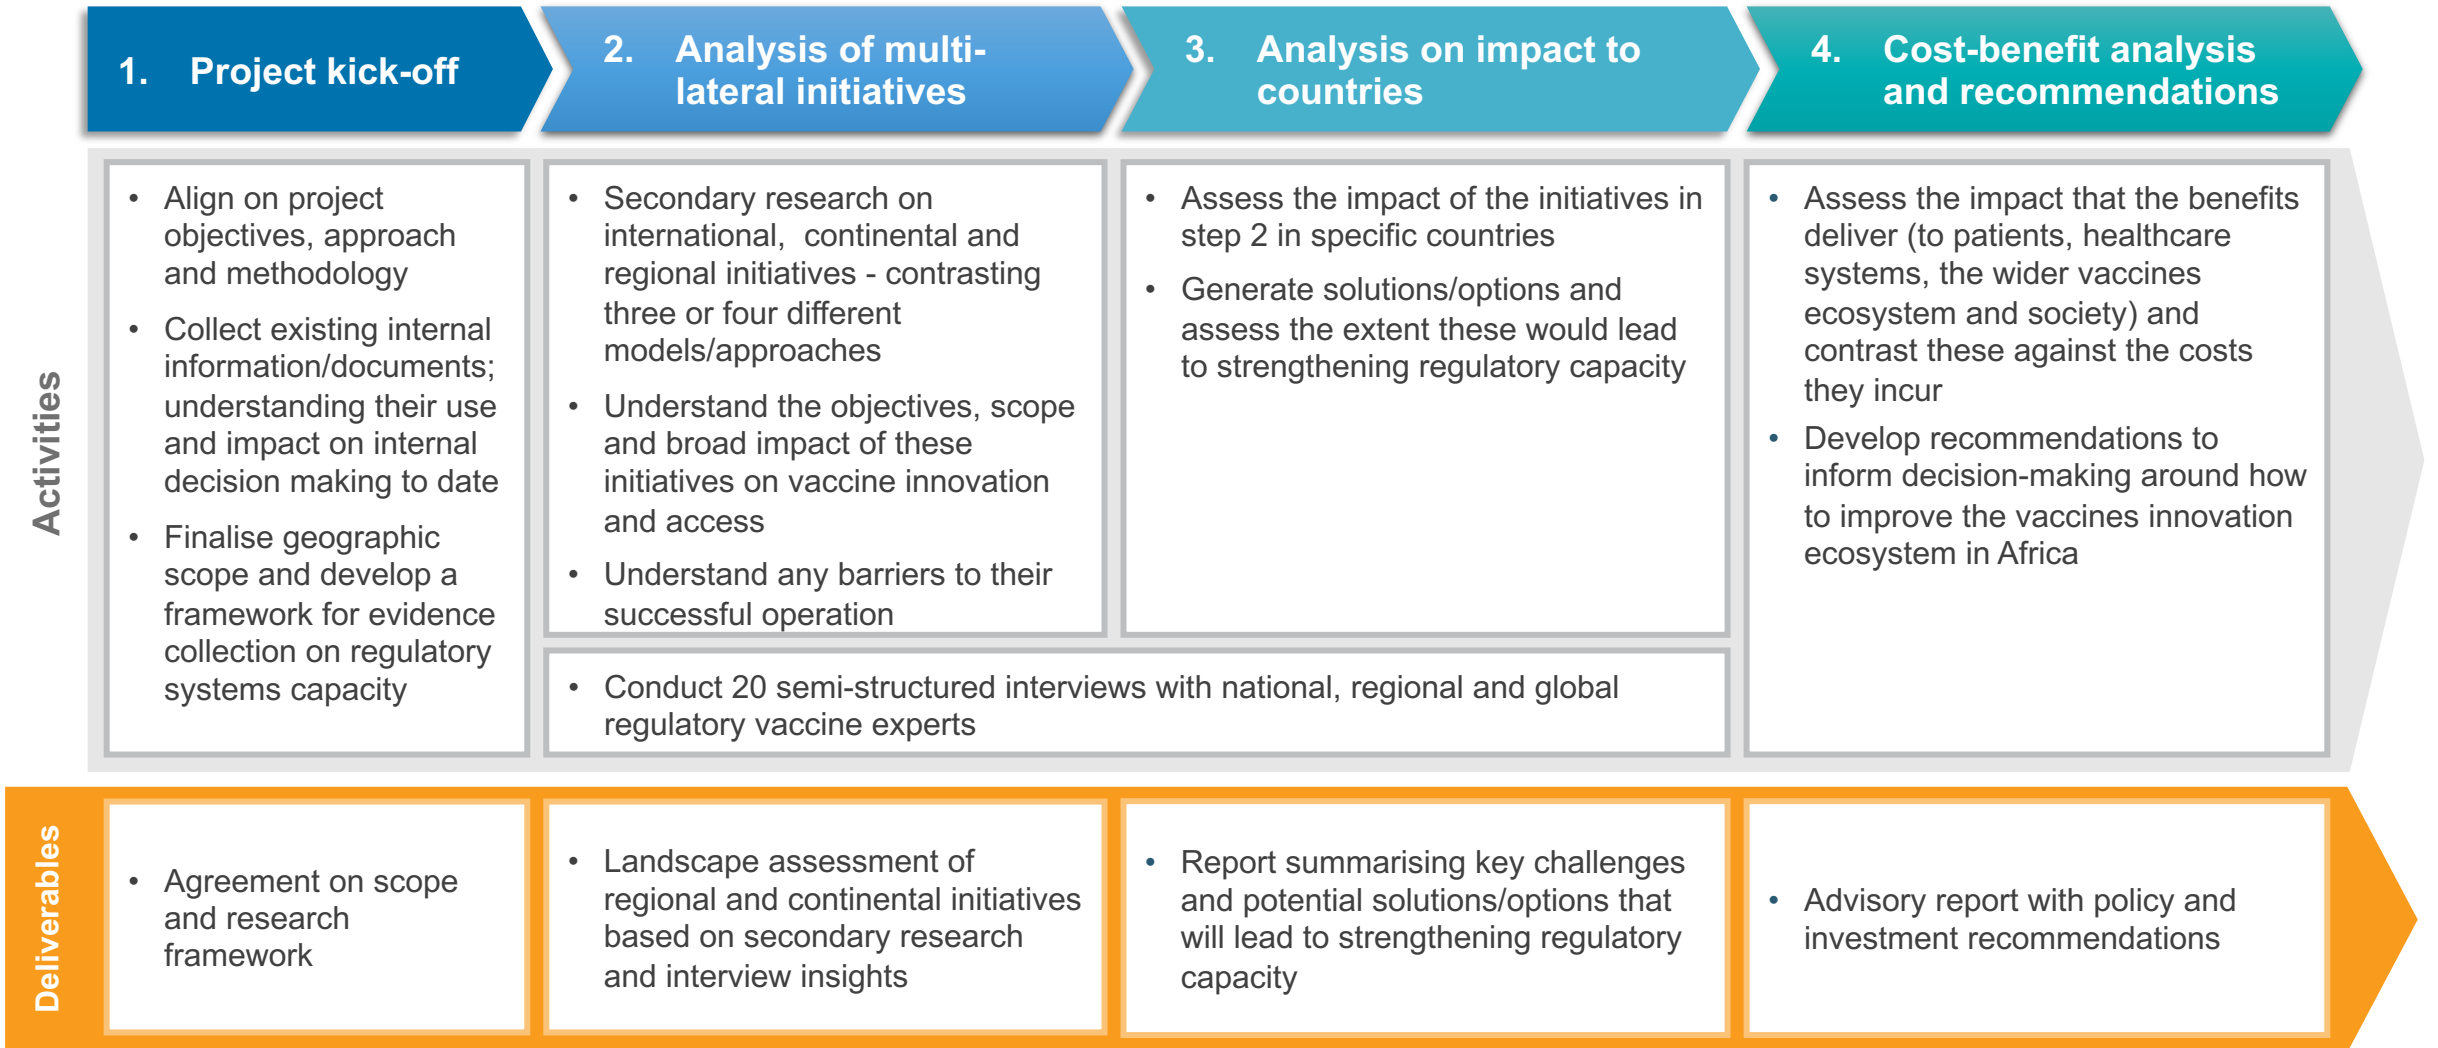 1. Project kick-off
2. Analysis of multi-
lateral initiatives
3. Analysis on impact to
countries
4. Cost-benefit analysis
and recommendations
Activities
• Align on project
objectives, approach
and methodology
• Collect existing internal
information/documents;
understanding their use
and impact on internal
decision making to date
• Finalise geographic
scope and develop a
framework for evidence
collection on regulatory
systems capacity
• Secondary research on
international, continental and
regional initiatives - contrasting
three or four different
models/approaches
• Understand the objectives, scope
and broad impact of these
initiatives on vaccine innovation
and access
• Understand any barriers to their
successful operation
• Assess the impact of the initiatives in
step 2 in specific countries
• Generate solutions/options and
assess the extent these would lead
to strengthening regulatory capacity
• Conduct 20 semi-structured interviews with national, regional and global
regulatory vaccine experts
• Assess the impact that the benefits
deliver (to patients, healthcare
systems, the wider vaccines
ecosystem and society) and
contrast these against the costs
they incur
• Develop recommendations to
inform decision-making around how
to improve the vaccines innovation
ecosystem in Africa
Deliverables
• Agreement on scope
and research
framework
• Landscape assessment of
regional and continental initiatives
based on secondary research
and interview insights
• Report summarising key challenges
and potential solutions/options that
will lead to strengthening regulatory
capacity
• Advisory report with policy and
investment recommendations